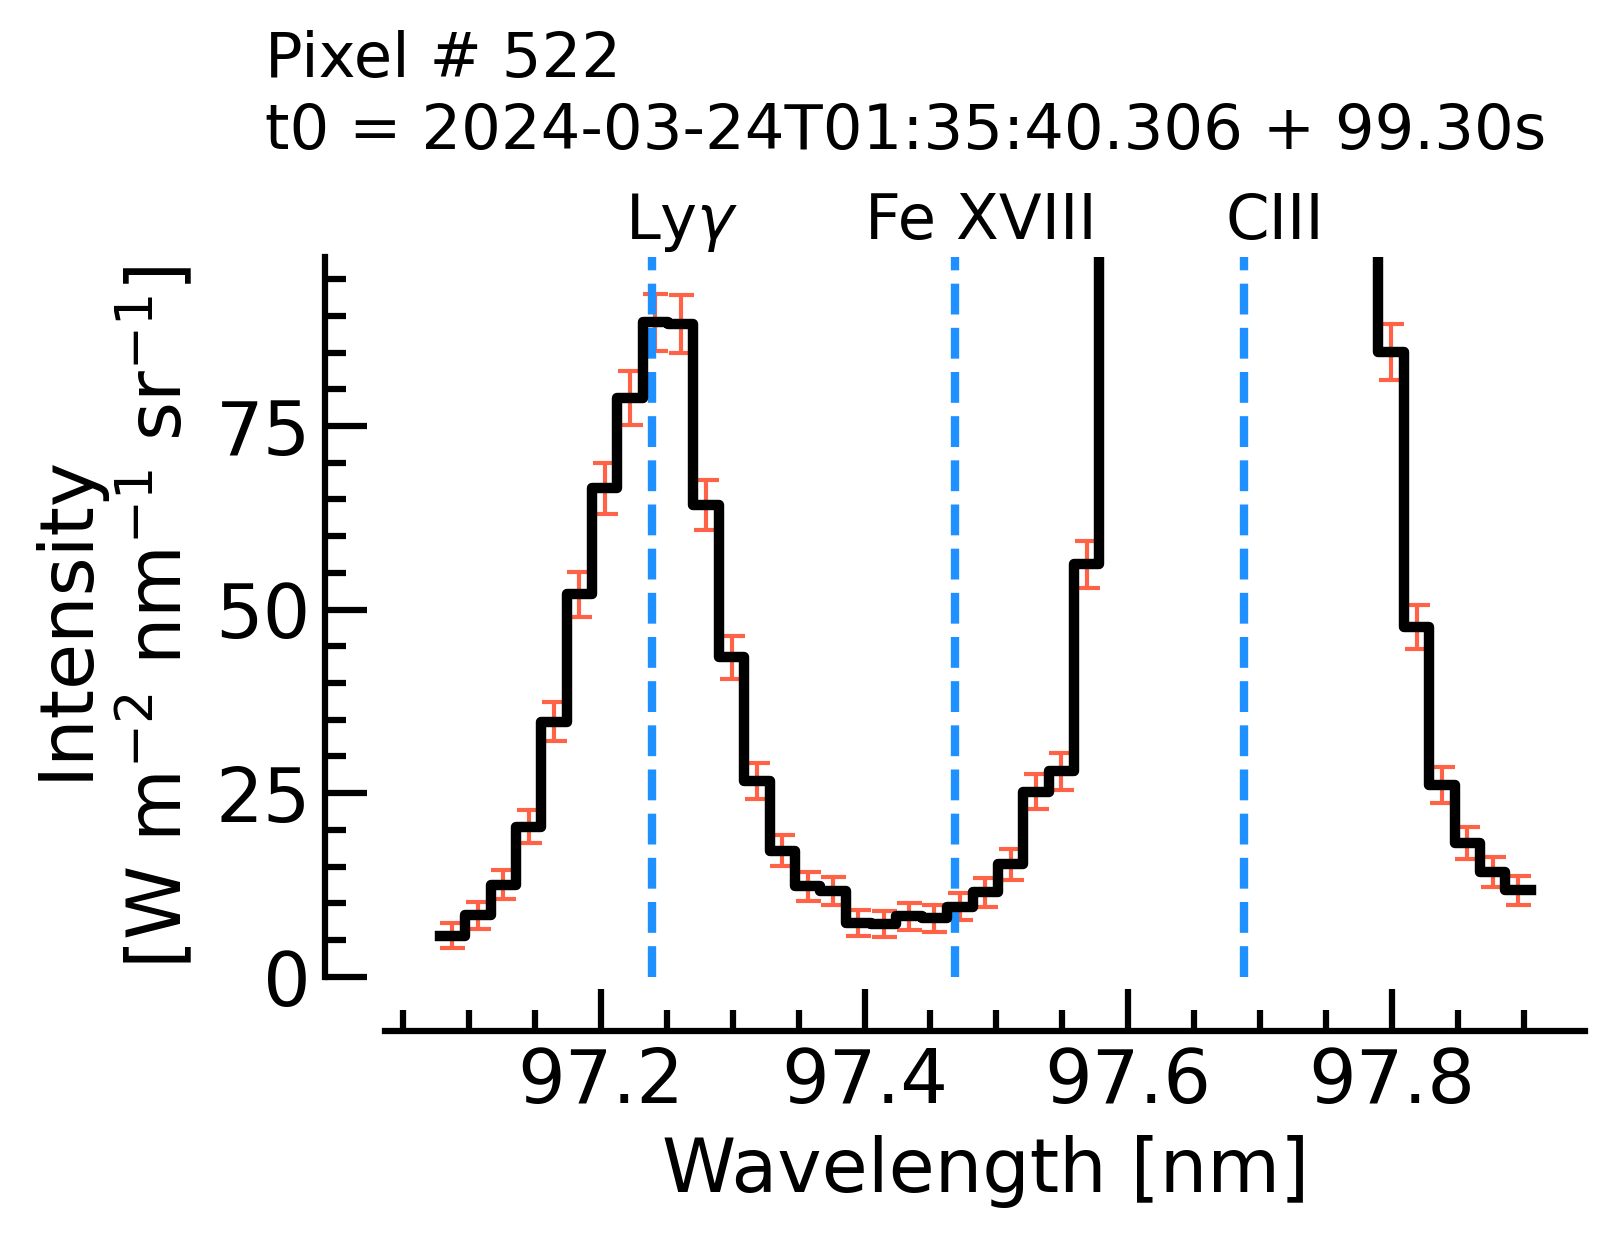 Pixel # 522
t0 = 2024-03-24T01:35:40.306 + 99.30s
Lyγ Fe XVIII CIII
Intensity
[W m⁻² nm⁻¹ sr⁻¹]
75
50
25
0
97.2 97.4 97.6 97.8
Wavelength [nm]